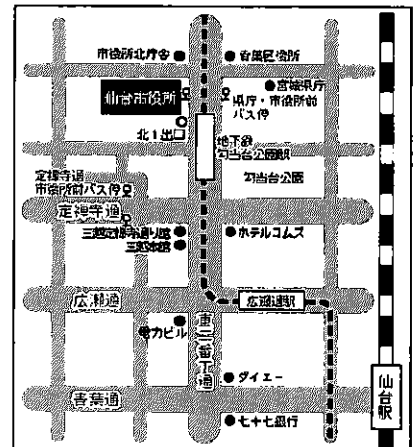 市役所北庁舎
青葉区役所
仙台市役所
宮城県庁
県庁・市役所前
バス停
北1出口
地下鉄
勾当台公園駅
定禅寺通
市役所前バス停
勾当台公園
定禅寺通
三越定禅寺通り館
三越本館
ホテルコムズ
広瀬通
広瀬通駅
電力ビル
東二番丁通
ダイエー
仙台駅
青葉通
七十七銀行